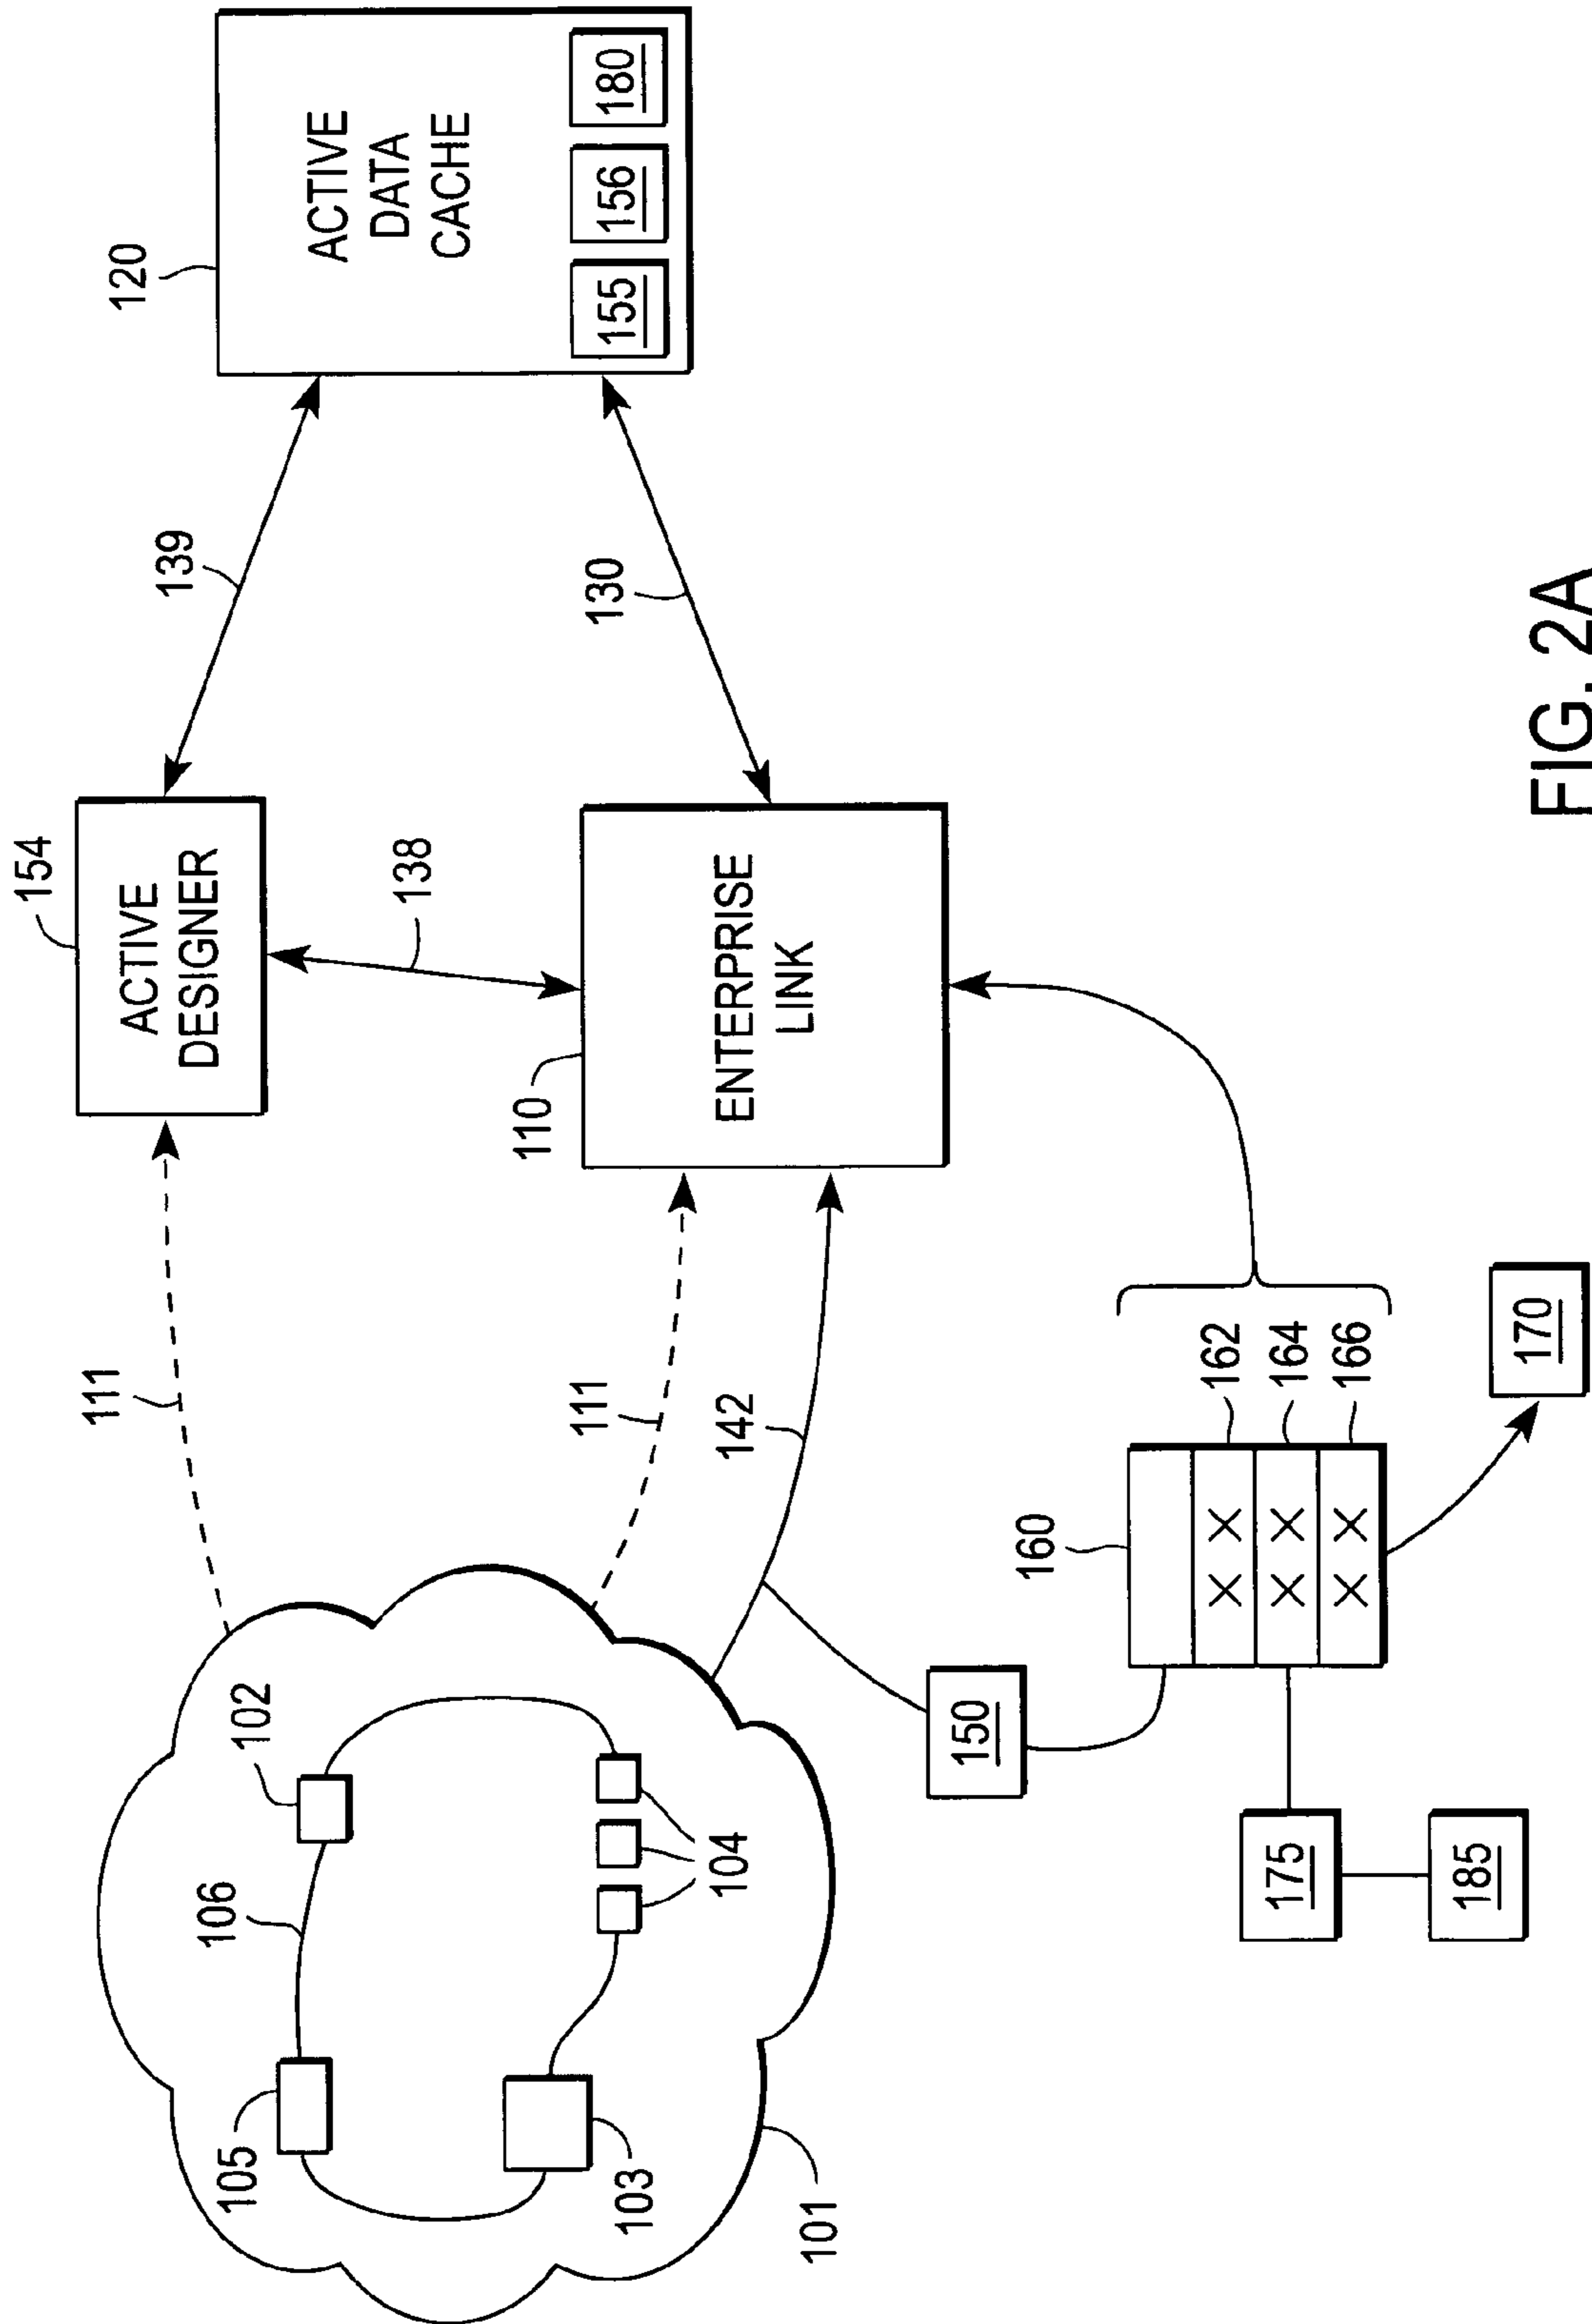 154
120
ACTIVE
DESIGNER
139
ACTIVE
DATA
CACHE
155
156
180
111
138
130
110
ENTERPRISE
LINK
111
142
102
106
105
104
103
101
150
160
X X
162
X X
164
X X
166
170
175
185
FIG. 2A